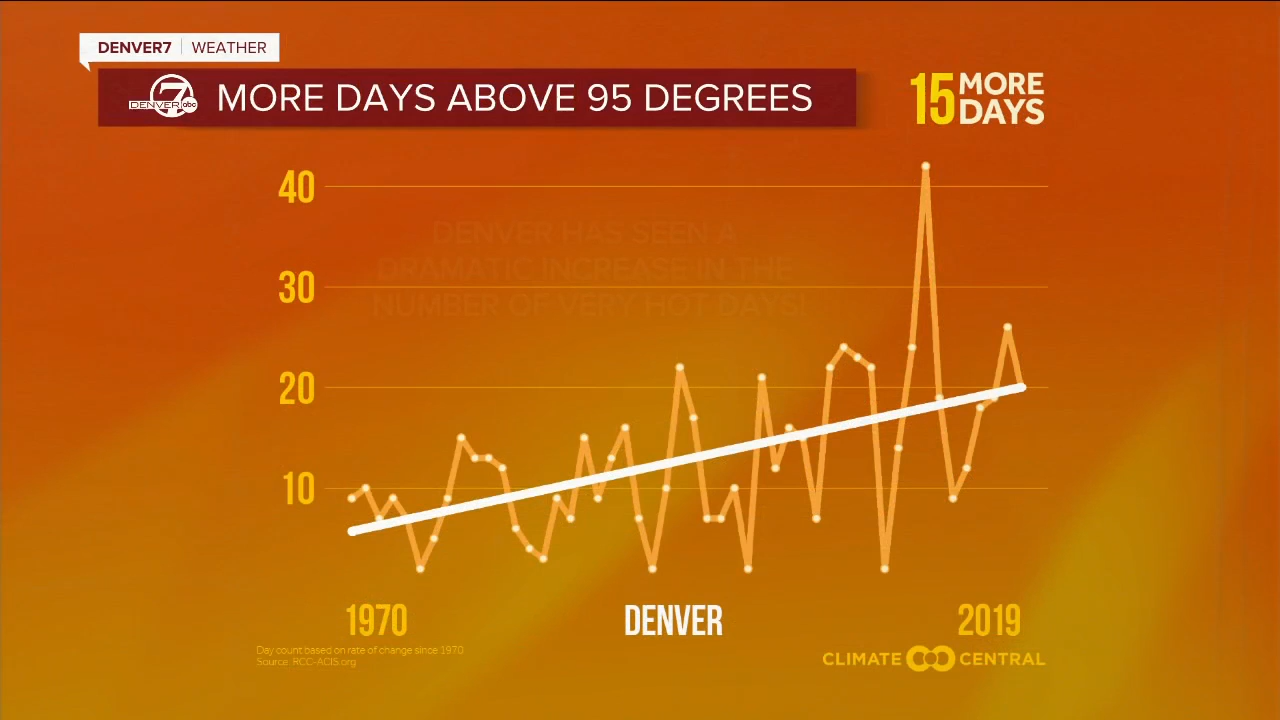 DENVER7 | WEATHER
DENVER 7 abc
MORE DAYS ABOVE 95 DEGREES
15 MORE DAYS
40
DENVER HAS SEEN A
DRAMATIC INCREASE IN THE
30
NUMBER OF VERY HOT DAYS!
20
10
1970
DENVER
2019
Day count based on rate of change since 1970
Source: RCC-ACIS.org
CLIMATE CENTRAL